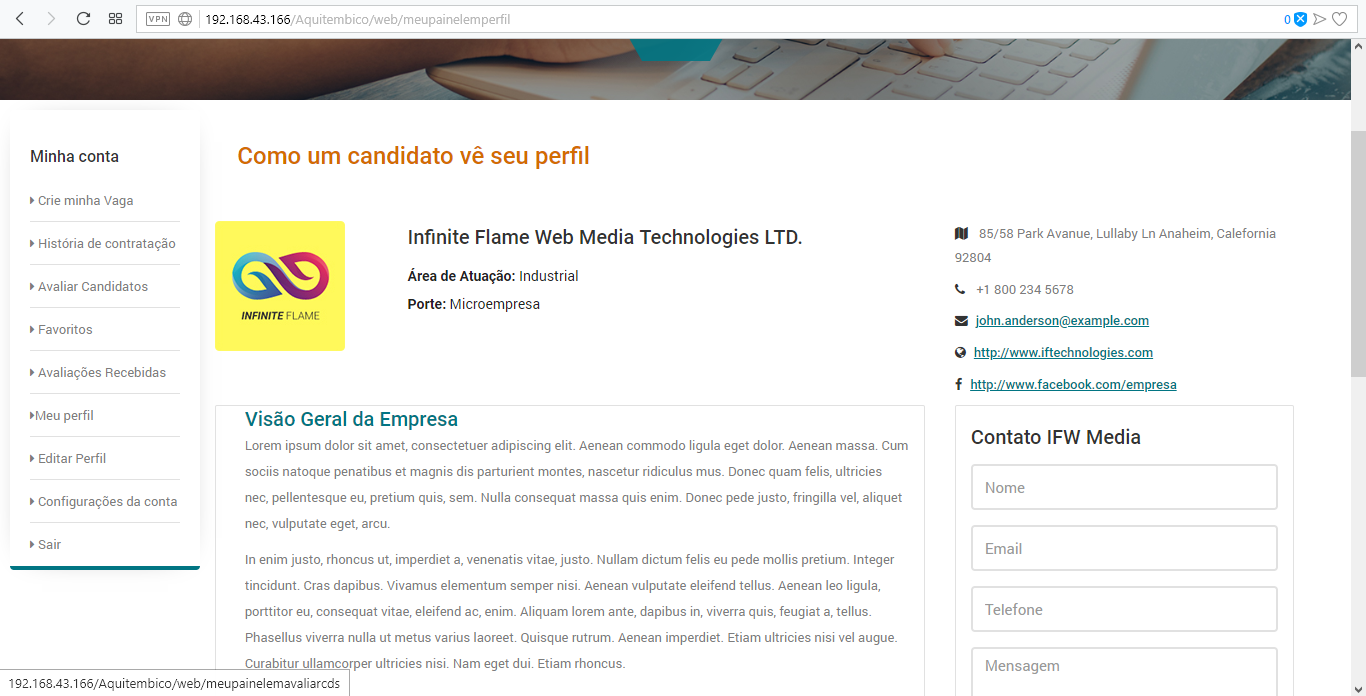 VPN 192.168.43.166/Aquitembico/web/meupainelemperfil 0
Minha conta
Crie minha Vaga
História de contratação
Avaliar Candidatos
Favoritos
Avaliações Recebidas
Meu perfil
Editar Perfil
Configurações da conta
Sair
Como um candidato vê seu perfil
INFINITE FLAME
Infinite Flame Web Media Technologies LTD.
Área de Atuação: Industrial
Porte: Microempresa
85/58 Park Avanue, Lullaby Ln Anaheim, Calefornia
92804
+1 800 234 5678
john.anderson@example.com
http://www.iftechnologies.com
http://www.facebook.com/empresa
Visão Geral da Empresa
Lorem ipsum dolor sit amet, consectetuer adipiscing elit. Aenean commodo ligula eget dolor. Aenean massa. Cum
sociis natoque penatibus et magnis dis parturient montes, nascetur ridiculus mus. Donec quam felis, ultricies
nec, pellentesque eu, pretium quis, sem. Nulla consequat massa quis enim. Donec pede justo, fringilla vel, aliquet
nec, vulputate eget, arcu.
In enim justo, rhoncus ut, imperdiet a, venenatis vitae, justo. Nullam dictum felis eu pede mollis pretium. Integer
tincidunt. Cras dapibus. Vivamus elementum semper nisi. Aenean vulputate eleifend tellus. Aenean leo ligula,
porttitor eu, consequat vitae, eleifend ac, enim. Aliquam lorem ante, dapibus in, viverra quis, feugiat a, tellus.
Phasellus viverra nulla ut metus varius laoreet. Quisque rutrum. Aenean imperdiet. Etiam ultricies nisi vel augue.
Curabitur ullamcorper ultricies nisi. Nam eget dui. Etiam rhoncus.
Contato IFW Media
Nome
Email
Telefone
Mensagem
192.168.43.166/Aquitembico/web/meupainelemavaliarcds